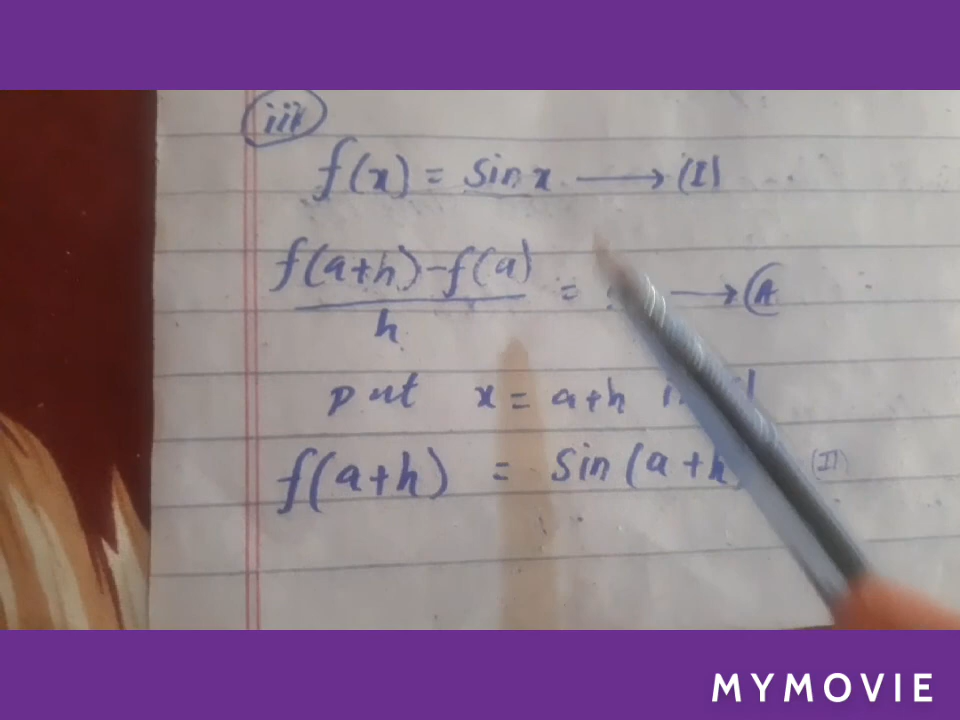 iii
f(x) = sin x → (I)
f(a+h) - f(a) / h = → (A
put x = a+h
f(a+h) = sin (a+h (II)
MYMOVIE